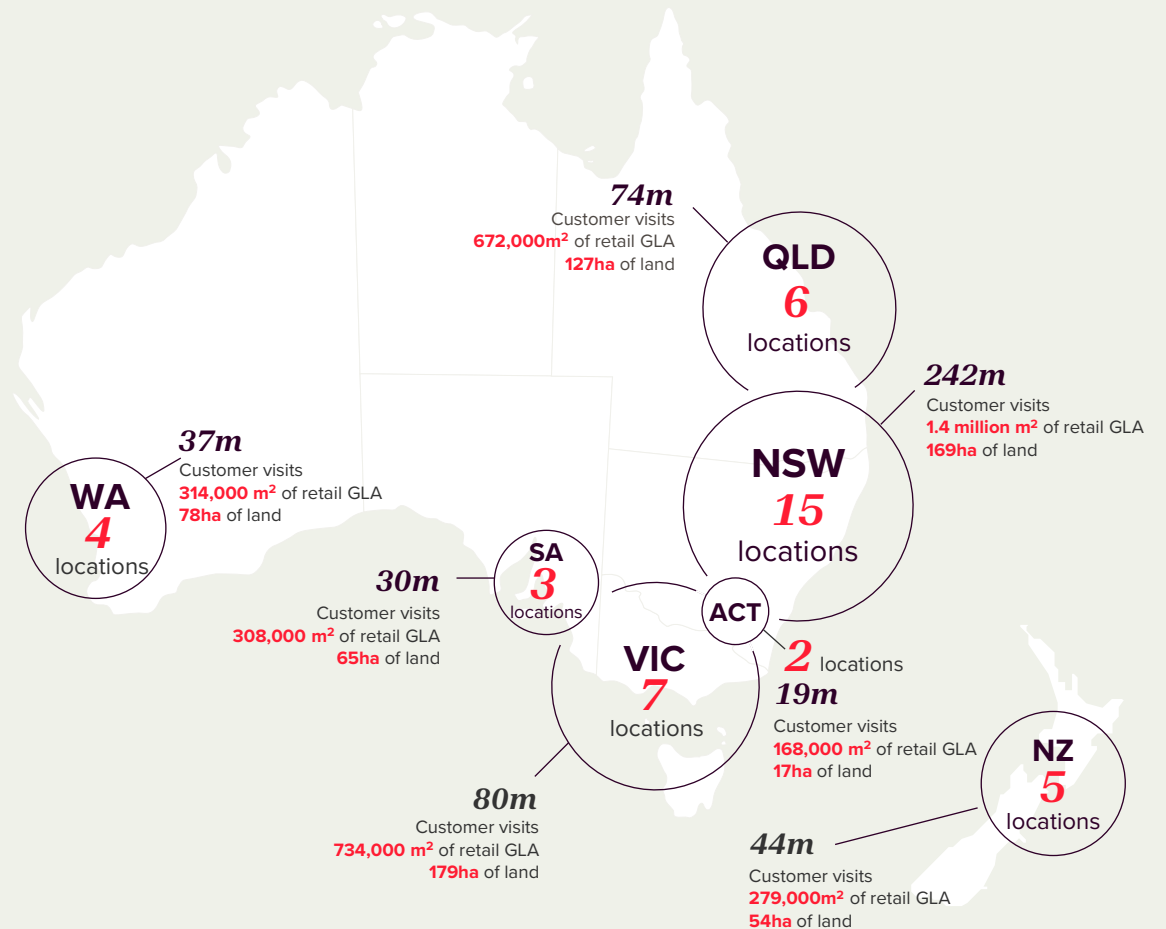 74m
Customer visits
672,000m² of retail GLA
127ha of land
QLD
6
locations
242m
Customer visits
1.4 million m² of retail GLA
169ha of land
NSW
15
locations
37m
Customer visits
314,000 m² of retail GLA
78ha of land
WA
4
locations
SA
3
locations
30m
Customer visits
308,000 m² of retail GLA
65ha of land
ACT
2 locations
19m
Customer visits
168,000 m² of retail GLA
17ha of land
VIC
7
locations
80m
Customer visits
734,000 m² of retail GLA
179ha of land
NZ
5
locations
44m
Customer visits
279,000m² of retail GLA
54ha of land